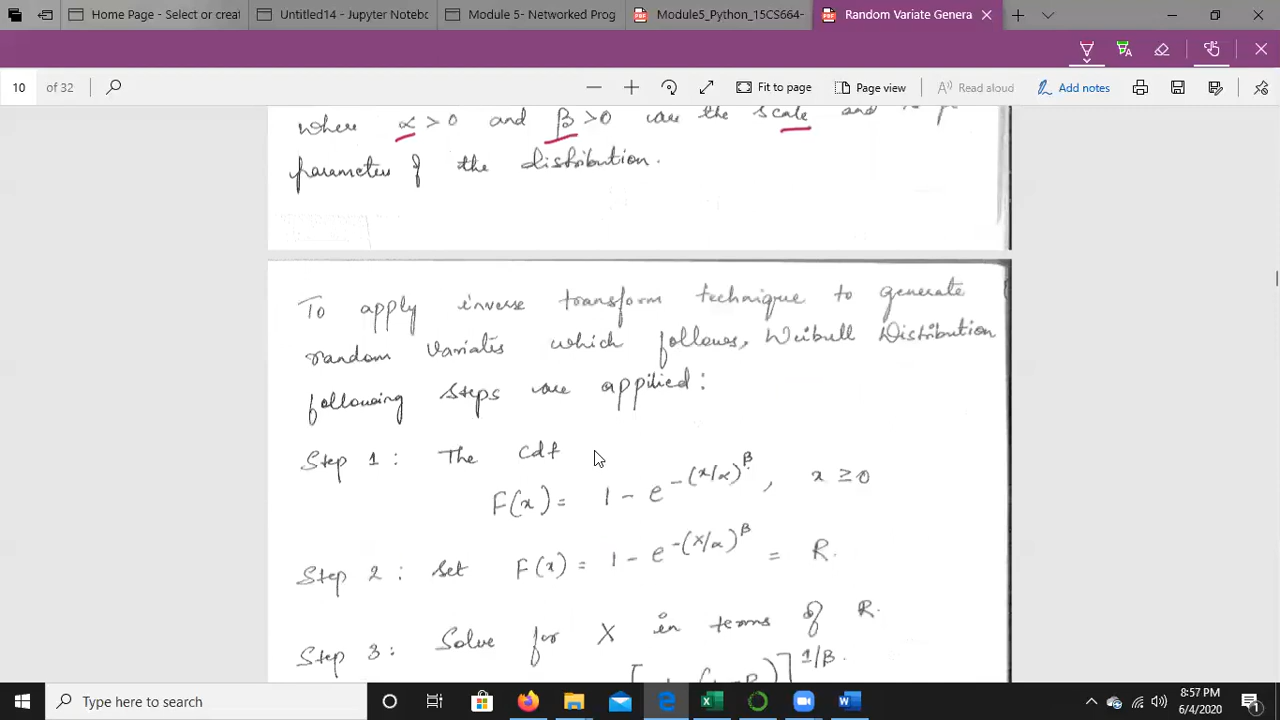 Home Page - Select or creat
Untitled14 - Jupyter Notebo
Module 5- Networked Prog
Module5_Python_15CS664-
Random Variate Genera
10 of 32
Fit to page
Page view
Read aloud
Add notes
where α > 0 and β > 0 are the scale and
parameter of the distribution.
To apply inverse transform technique to generate
random variates which follows, Weibull Distribution
following steps are appilied:
Step 1: The cdf
F(x) = 1 - e^-(x/α)^β, x ≥ 0
Step 2: Set F(x) = 1 - e^-(X/α)^β = R.
Step 3: Solve for X in terms of R.
1/β.
Type here to search
8:57 PM
6/4/2020